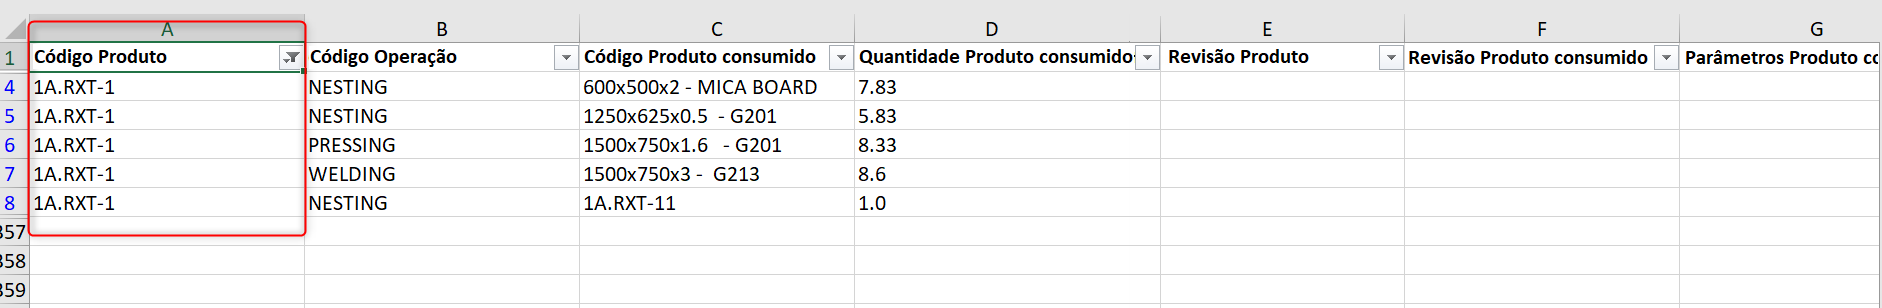 A B C D E F G
1 Código Produto Código Operação Código Produto consumido Quantidade Produto consumido Revisão Produto Revisão Produto consumido Parâmetros Produto co
4 1A.RXT-1 NESTING 600x500x2 - MICA BOARD 7.83
5 1A.RXT-1 NESTING 1250x625x0.5  - G201 5.83
6 1A.RXT-1 PRESSING 1500x750x1.6   - G201 8.33
7 1A.RXT-1 WELDING 1500x750x3 -  G213 8.6
8 1A.RXT-1 NESTING 1A.RXT-11 1.0
357
358
359